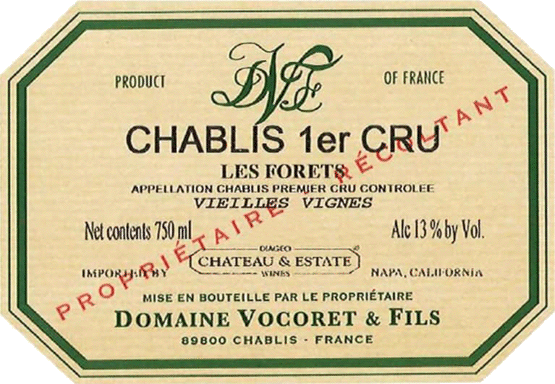 PRODUCT OF FRANCE
DVF
CHABLIS 1er CRU
LES FORETS
APPELLATION CHABLIS PREMIER CRU CONTROLEE
VIEILLES VIGNES
PROPRIÉTAIRE - RÉCOLTANT
Net contents 750 ml Alc 13 % by Vol.
DIAGEO
CHATEAU & ESTATE ®
WINES
IMPORTED BY NAPA, CALIFORNIA
MISE EN BOUTEILLE PAR LE PROPRIÉTAIRE
DOMAINE VOCORET & FILS
89800 CHABLIS - FRANCE